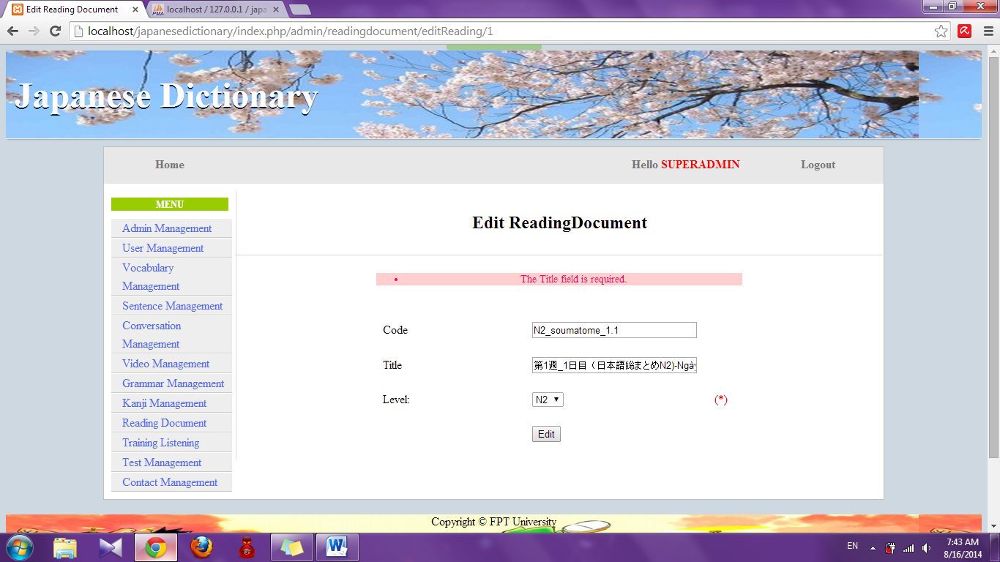 Edit Reading Document
localhost / 127.0.0.1 / japa
localhost/japanesedictionary/index.php/admin/readingdocument/editReading/1
Japanese Dictionary
Home
Hello SUPERADMIN
Logout
MENU
Admin Management
User Management
Vocabulary
Management
Sentence Management
Conversation
Management
Video Management
Grammar Management
Kanji Management
Reading Document
Training Listening
Test Management
Contact Management
Edit ReadingDocument
• The Title field is required.
Code
N2_soumatome_1.1
Title
第1週_1日目（日本語総まとめN2)-Ngày
Level:
N2
(*)
Edit
Copyright © FPT University
EN
7:43 AM
8/16/2014